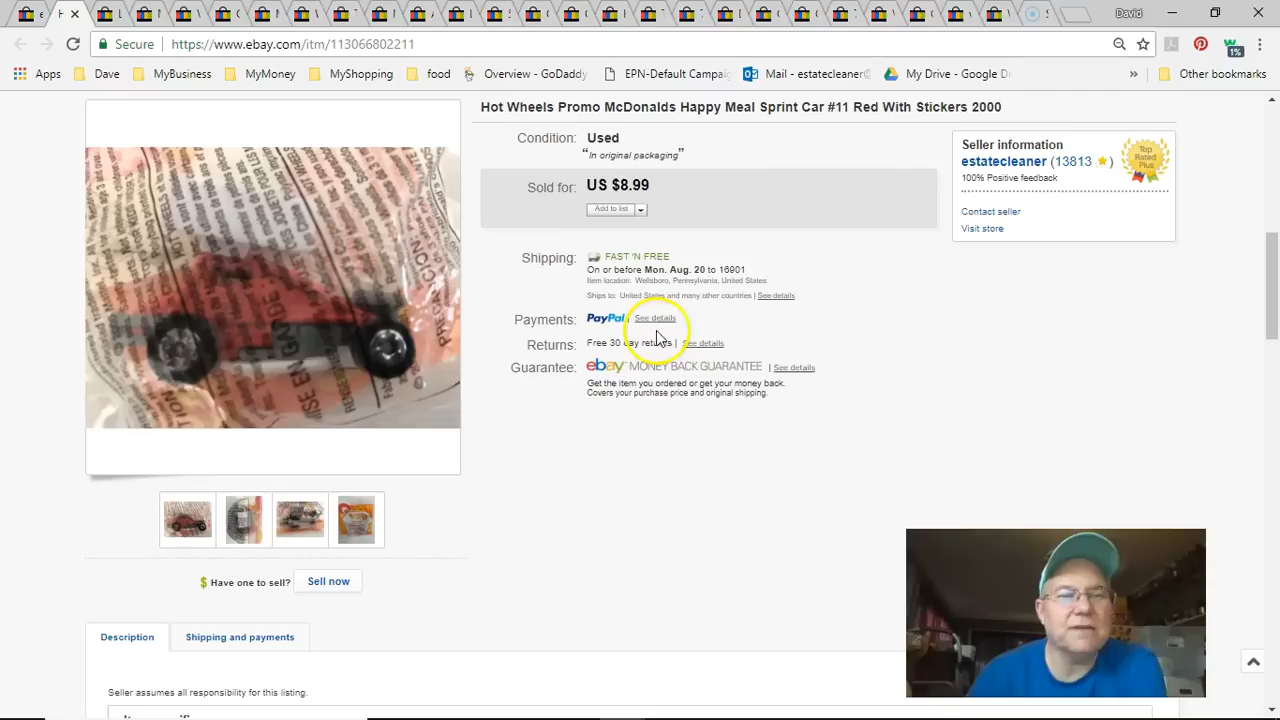 David
Secure
https://www.ebay.com/itm/113066802211
1%
Apps
Dave
MyBusiness
MyMoney
MyShopping
food
Overview - GoDaddy
EPN-Default Campai
Mail - estatecleaner@
My Drive - Google Dr
»
Other bookmarks
Hot Wheels Promo McDonalds Happy Meal Sprint Car #11 Red With Stickers 2000
Condition: Used
"In original packaging"
Sold for: US $8.99
Add to list
Seller information
estatecleaner (13813 )
100% Positive feedback
Contact seller
Visit store
Top Rated Plus
Shipping: FAST 'N FREE
On or before Mon. Aug. 20 to 16901
Item location: Wellsboro, Pennsylvania, United States
Ships to: United States and many other countries | See details
Payments: PayPal | See details
Returns: Free 30 day returns | See details
Guarantee: ebay MONEY BACK GUARANTEE | See details
Get the item you ordered or get your money back.
Covers your purchase price and original shipping.
$ Have one to sell? Sell now
Description
Shipping and payments
Seller assumes all responsibility for this listing.